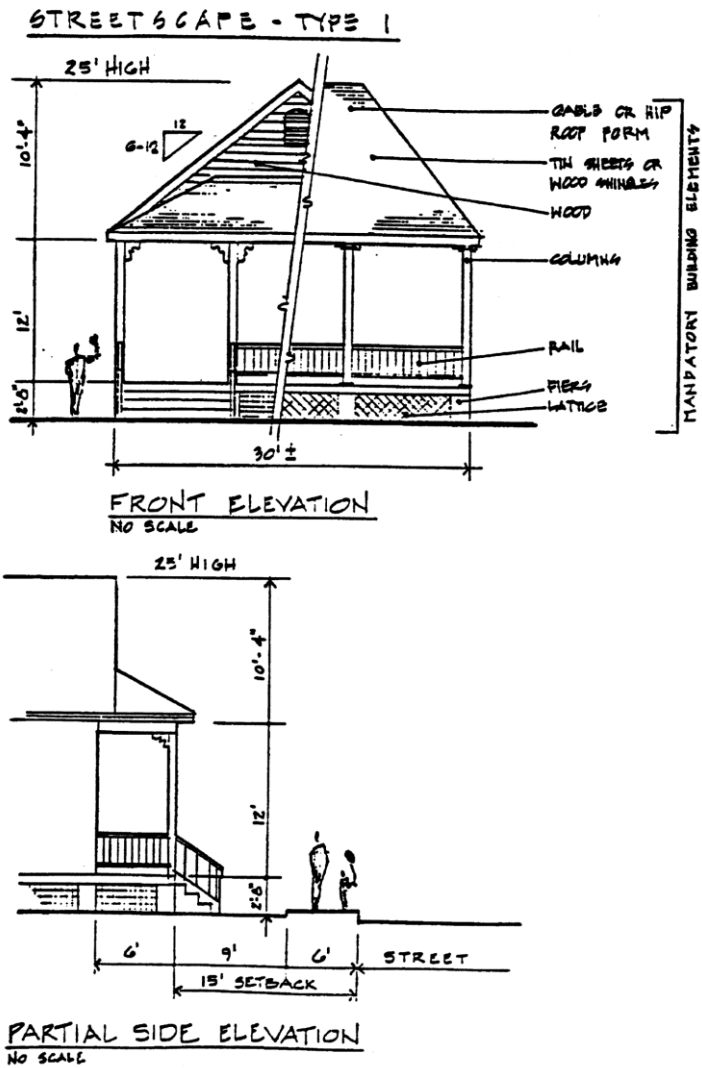 STREETSCAPE - TYPE 1
25' HIGH
10'-4"
12
6-12
12'
2'-8"
GABLE OR HIP
ROOF FORM
TIN SHEETS OR
WOOD SHINGLES
WOOD
COLUMNS
RAIL
PIERS
LATTICE
MANDATORY BUILDING ELEMENTS
30' ±
FRONT ELEVATION
NO SCALE
25' HIGH
10'-4"
12'
2'-8"
6'
9'
6'
STREET
15' SETBACK
PARTIAL SIDE ELEVATION
NO SCALE